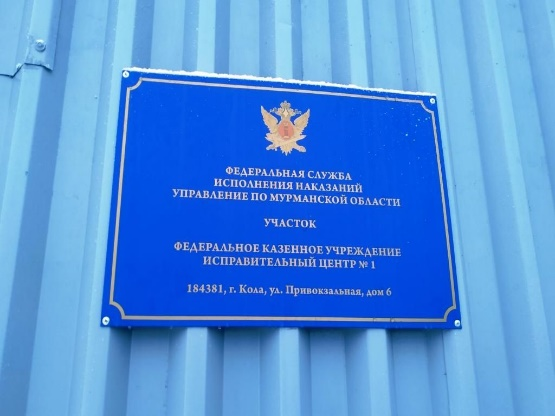 ФЕДЕРАЛЬНАЯ СЛУЖБА
ИСПОЛНЕНИЯ НАКАЗАНИЙ
УПРАВЛЕНИЕ ПО МУРМАНСКОЙ ОБЛАСТИ
УЧАСТОК
ФЕДЕРАЛЬНОЕ КАЗЕННОЕ УЧРЕЖДЕНИЕ
ИСПРАВИТЕЛЬНЫЙ ЦЕНТР № 1
184381, г. Кола, ул. Привокзальная, дом 6